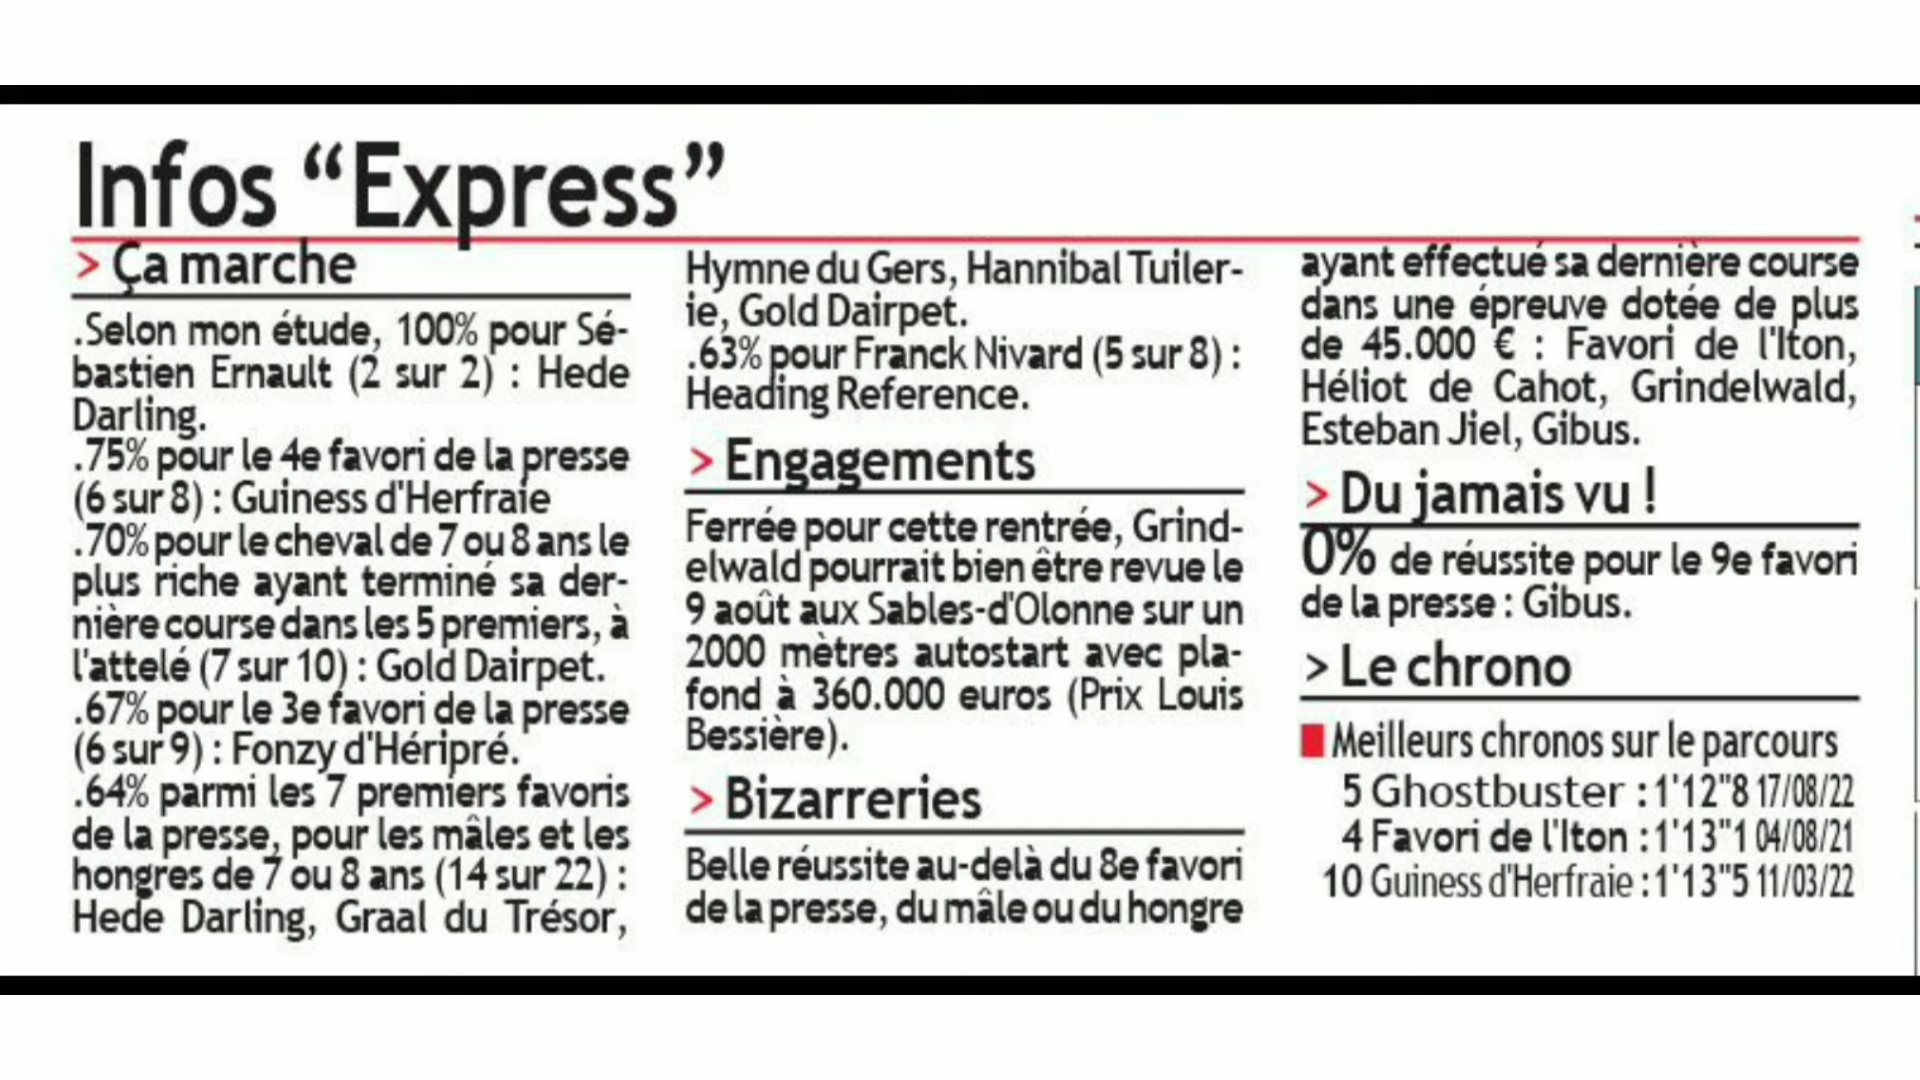 Infos “Express”
> Ça marche
.Selon mon étude, 100% pour Sé-
bastien Ernault (2 sur 2) : Hede
Darling.
.75% pour le 4e favori de la presse
(6 sur 8) : Guiness d'Herfraie
.70% pour le cheval de 7 ou 8 ans le
plus riche ayant terminé sa der-
nière course dans les 5 premiers, à
l'attelé (7 sur 10) : Gold Dairpet.
.67% pour le 3e favori de la presse
(6 sur 9) : Fonzy d'Héripré.
.64% parmi les 7 premiers favoris
de la presse, pour les mâles et les
hongres de 7 ou 8 ans (14 sur 22) :
Hede Darling, Graal du Trésor,
Hymne du Gers, Hannibal Tuiler-
ie, Gold Dairpet.
.63% pour Franck Nivard (5 sur 8) :
Heading Reference.
> Engagements
Ferrée pour cette rentrée, Grind-
elwald pourrait bien être revue le
9 août aux Sables-d'Olonne sur un
2000 mètres autostart avec pla-
fond à 360.000 euros (Prix Louis
Bessière).
> Bizarreries
Belle réussite au-delà du 8e favori
de la presse, du mâle ou du hongre
ayant effectué sa dernière course
dans une épreuve dotée de plus
de 45.000 € : Favori de l'Iton,
Héliot de Cahot, Grindelwald,
Esteban Jiel, Gibus.
> Du jamais vu !
0% de réussite pour le 9e favori
de la presse : Gibus.
> Le chrono
Meilleurs chronos sur le parcours
5 Ghostbuster : 1'12"8 17/08/22
4 Favori de l'Iton : 1'13"1 04/08/21
10 Guiness d'Herfraie : 1'13"5 11/03/22